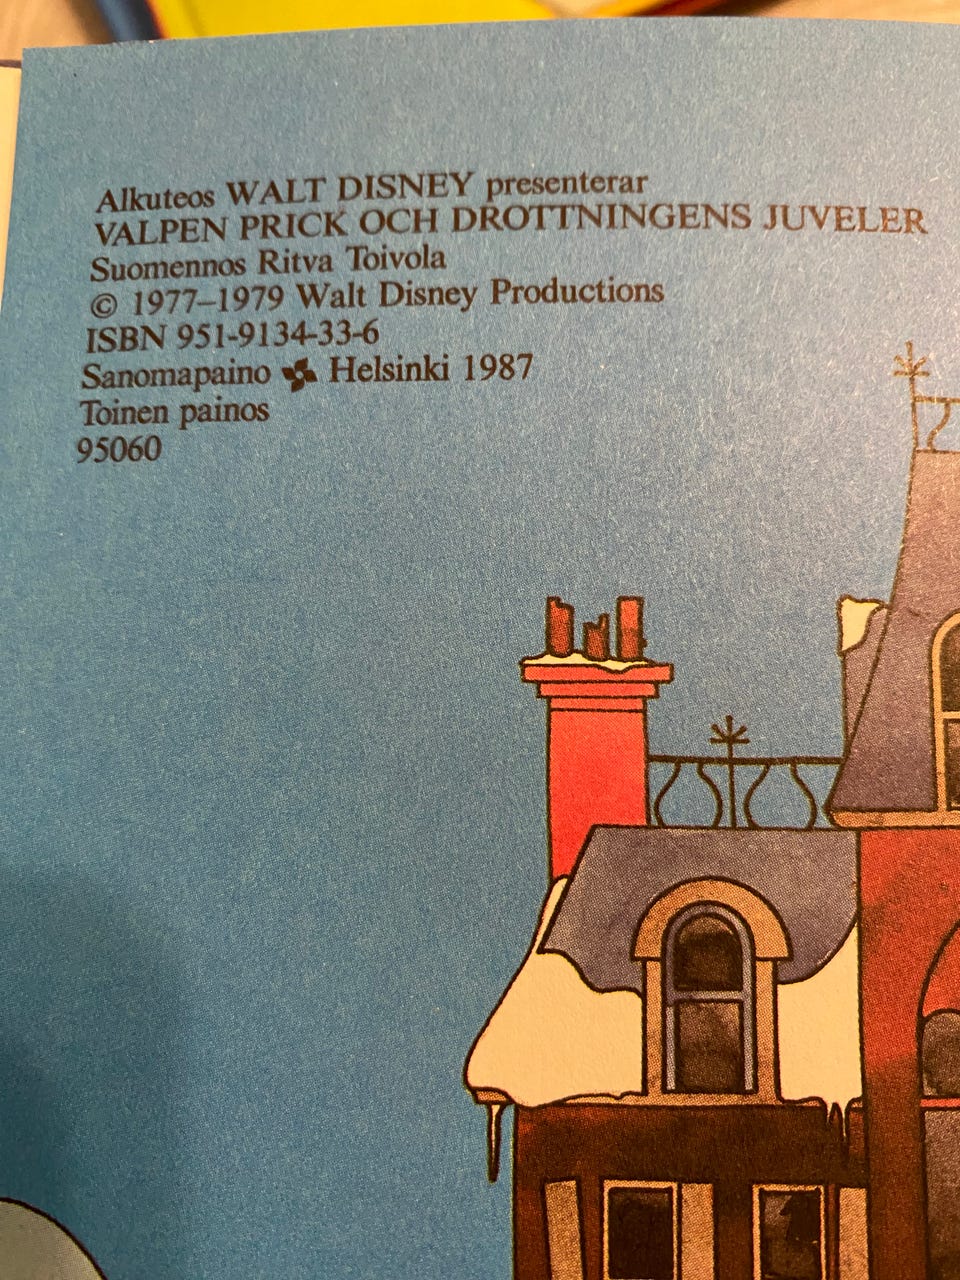 Alkuteos WALT DISNEY presenterar
VALPEN PRICK OCH DROTTNINGENS JUVELER
Suomennos Ritva Toivola
© 1977–1979 Walt Disney Productions
ISBN 951-9134-33-6
Sanomapaino Helsinki 1987
Toinen painos
95060